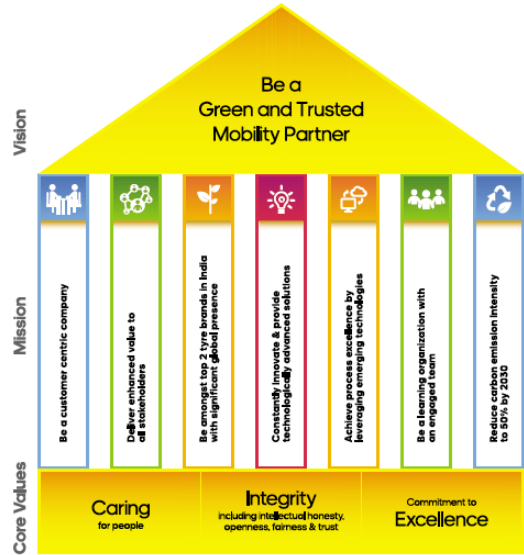 Vision
Be a
Green and Trusted
Mobility Partner
Mission
Be a customer centric company
Deliver enhanced value to
all stakeholders
Be amongst top 2 tyre brands in India
with significant global presence
Constantly innovate & provide
technologically advanced solutions
Achieve process excellence by
leveraging emerging technologies
Be a learning organization with
an engaged team
Reduce carbon emission intensity
to 50% by 2030
Core Values
Caring
for people
Integrity
including intellectual honesty,
openness, fairness & trust
Commitment to
Excellence